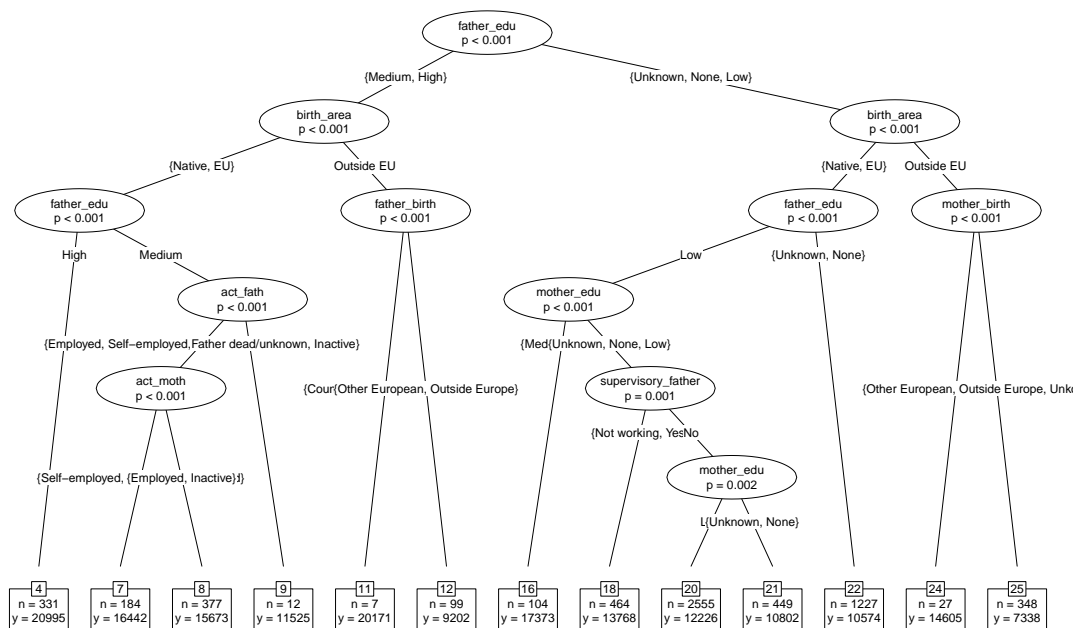 father_edu
p < 0.001
{Medium, High}
{Unknown, None, Low}
birth_area
p < 0.001
birth_area
p < 0.001
{Native, EU}
Outside EU
{Native, EU}
Outside EU
father_edu
p < 0.001
father_birth
p < 0.001
father_edu
p < 0.001
mother_birth
p < 0.001
High
Medium
Low
{Unknown, None}
act_fath
p < 0.001
mother_edu
p < 0.001
{Employed, Self−employed, Father dead/unknown, Inactive}
{Unknown, None, Low}
act_moth
p < 0.001
{Other European, Outside Europe}
supervisory_father
p = 0.001
{Other European, Outside Europe,
{Not working, Yes
No
{Self−employed,
{Employed, Inactive}
mother_edu
p = 0.002
{Unknown, None}
4
n = 331
y = 20995
7
n = 184
y = 16442
8
n = 377
y = 15673
9
n = 12
y = 11525
11
n = 7
y = 20171
12
n = 99
y = 9202
16
n = 104
y = 17373
18
n = 464
y = 13768
20
n = 2555
y = 12226
21
n = 449
y = 10802
22
n = 1227
y = 10574
24
n = 27
y = 14605
25
n = 348
y = 7338